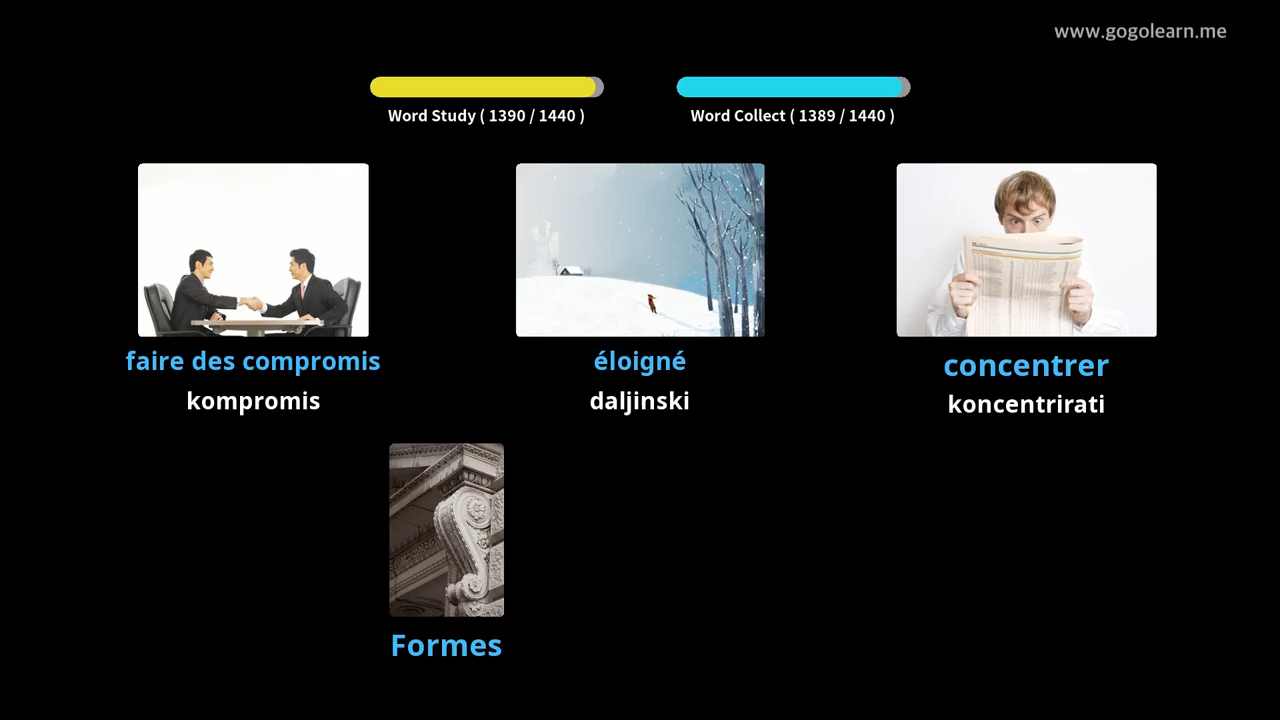 www.gogolearn.me
Word Study ( 1390 / 1440 )
Word Collect ( 1389 / 1440 )
faire des compromis
kompromis
éloigné
daljinski
concentrer
koncentrirati
Formes